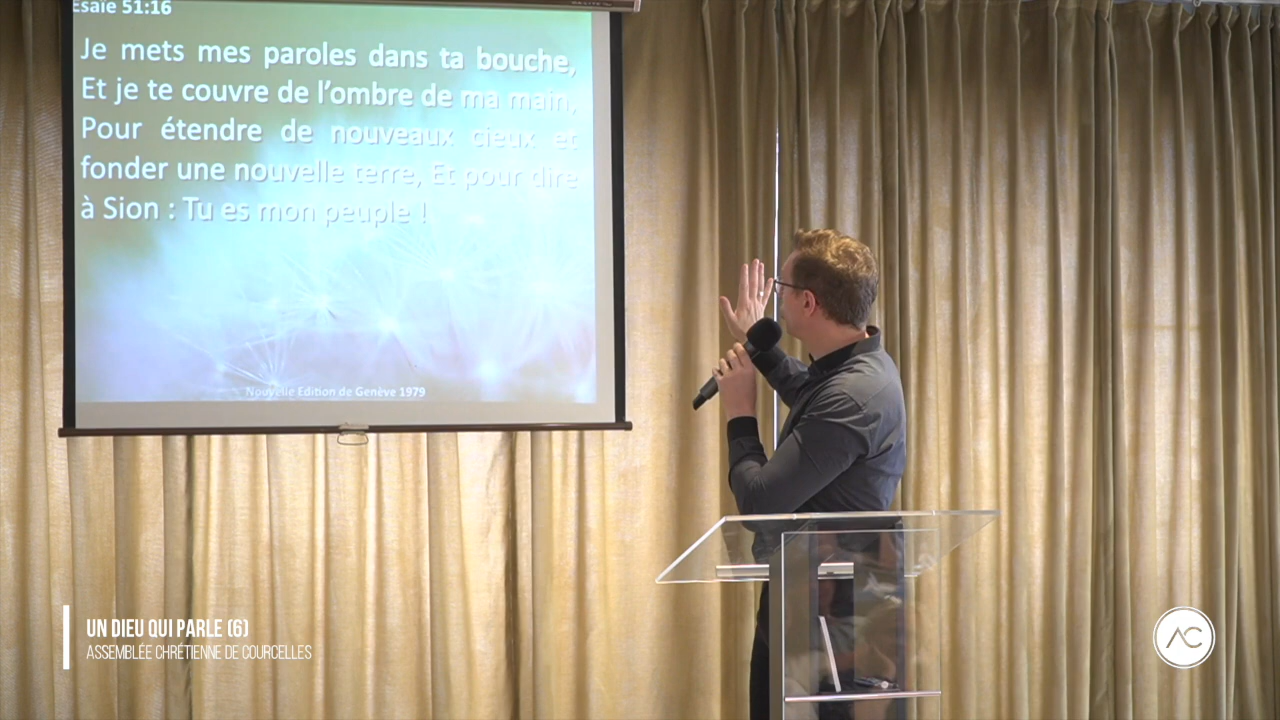 Esaïe 51:16
Je mets mes paroles dans ta bouche,
Et je te couvre de l'ombre de ma main,
Pour étendre de nouveaux cieux et
fonder une nouvelle terre, Et pour dire
à Sion : Tu es mon peuple !
Nouvelle Edition de Genève 1979
UN DIEU QUI PARLE (6)
ASSEMBLÉE CHRÉTIENNE DE COURCELLES
AC